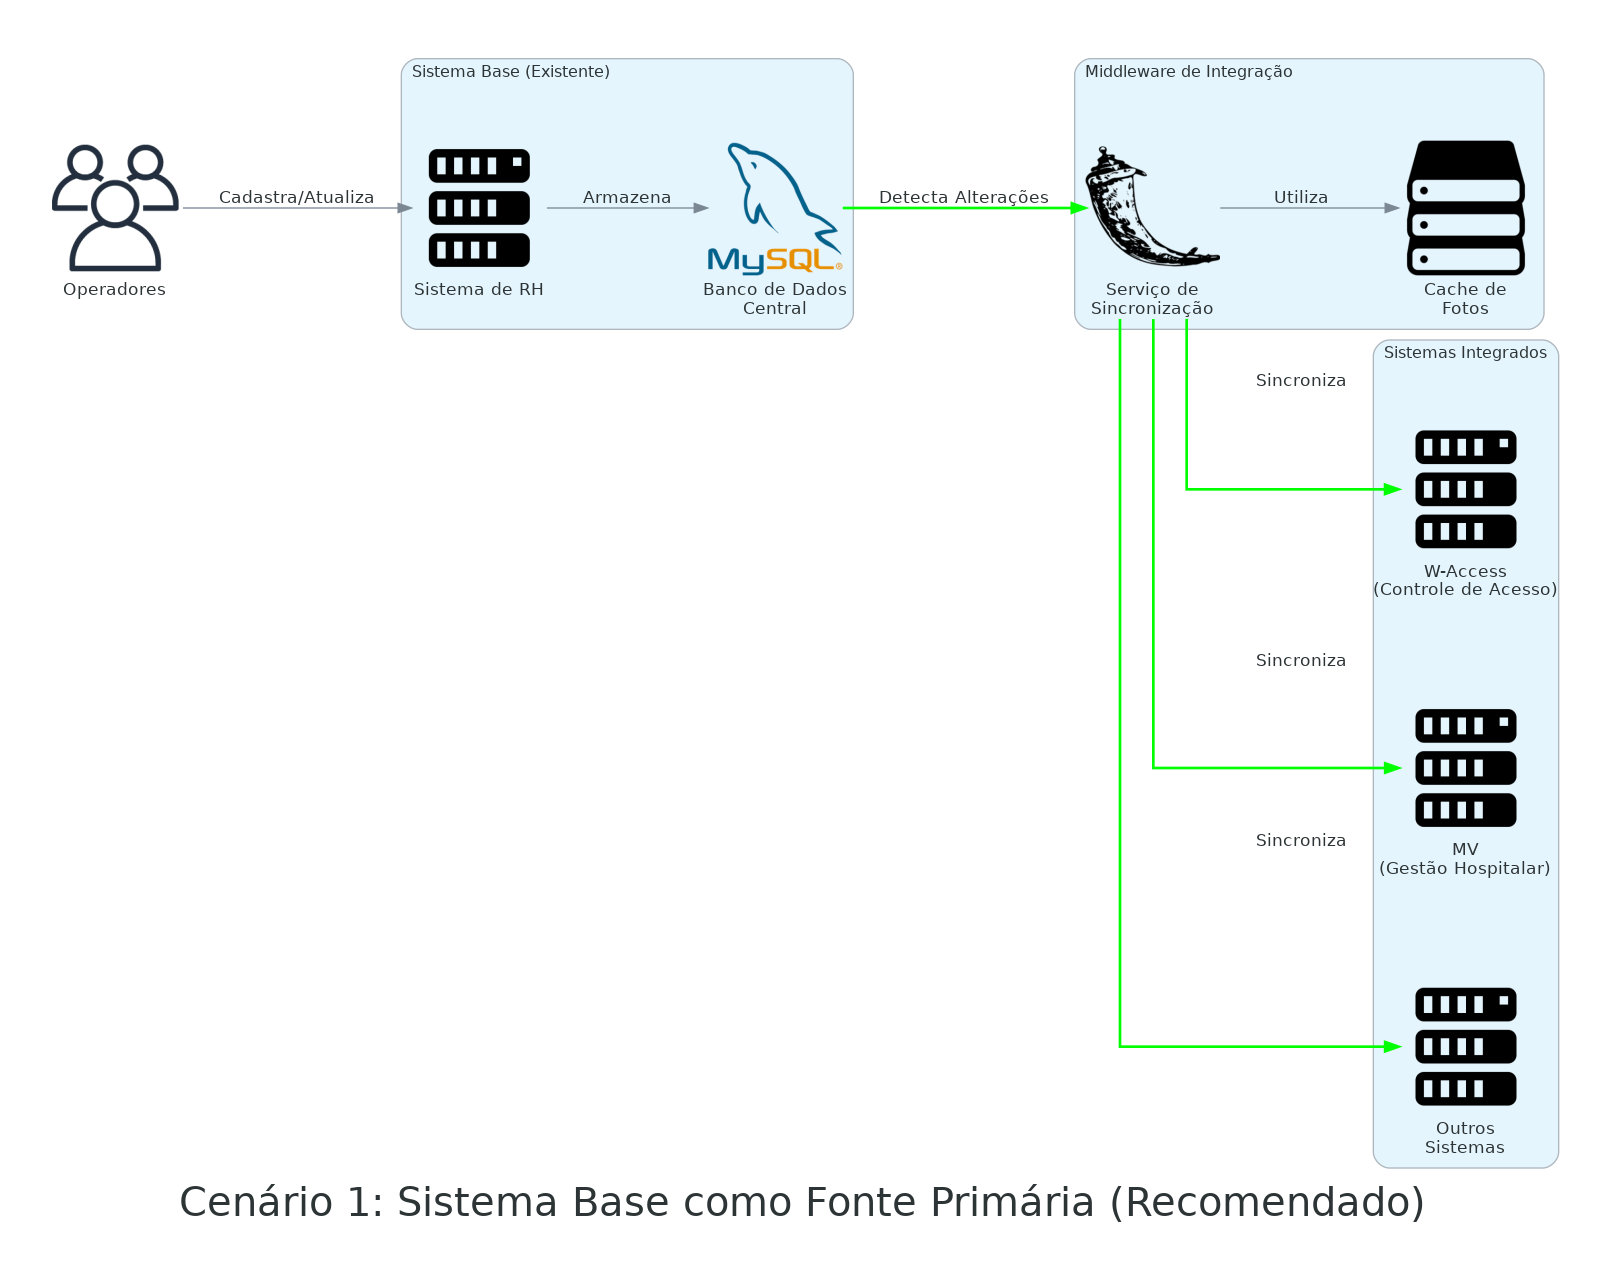 Sistema Base (Existente)
Middleware de Integração
Cadastra/Atualiza
Armazena
Detecta Alterações
Utiliza
MySQL®
Operadores
Sistema de RH
Banco de Dados
Central
Serviço de
Sincronização
Cache de
Fotos
Sistemas Integrados
Sincroniza
W-Access
(Controle de Acesso)
Sincroniza
MV
(Gestão Hospitalar)
Sincroniza
Outros
Sistemas
Cenário 1: Sistema Base como Fonte Primária (Recomendado)